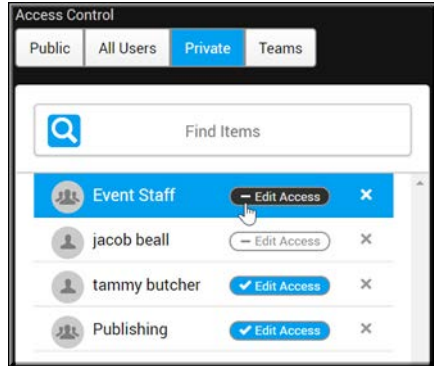 Access Control
Public All Users Private Teams
Find Items
Event Staff Edit Access
jacob beall Edit Access
tammy butcher Edit Access
Publishing Edit Access